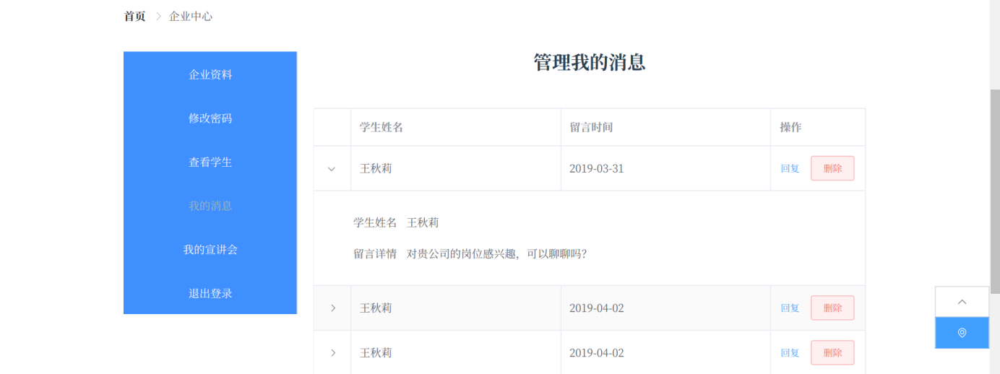 首页 企业中心
管理我的消息
企业资料
修改密码
查看学生
我的消息
我的宣讲会
退出登录
学生姓名 留言时间 操作
王秋莉 2019-03-31 回复 删除
学生姓名 王秋莉
留言详情 对贵公司的岗位感兴趣，可以聊聊吗？
王秋莉 2019-04-02 回复 删除
王秋莉 2019-04-02 回复 删除